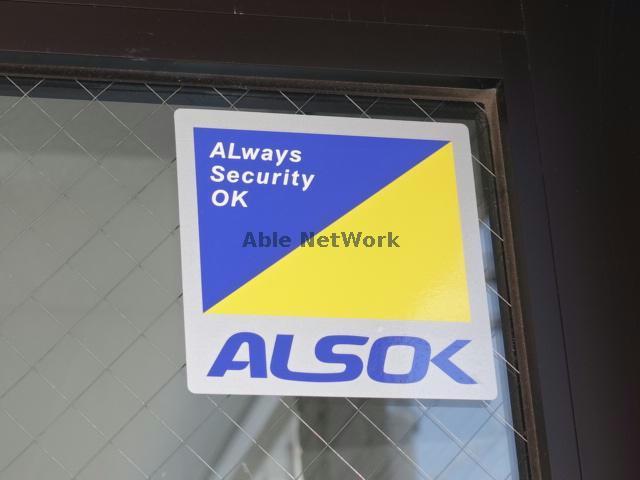 ALways
Security
OK
Able NetWork
ALSOK